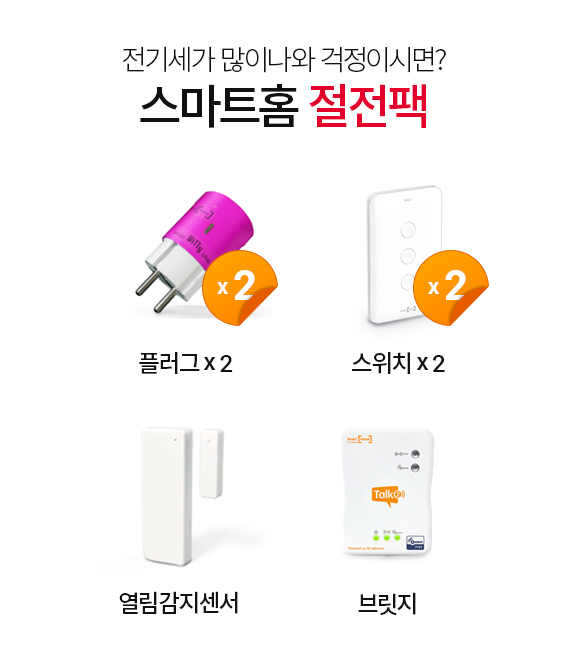 전기세가 많이나와 걱정이시면?
스마트홈 절전팩
x 2
x 2
플러그 x 2
스위치 x 2
Smart [Home]
Talk
열림감지센서
브릿지